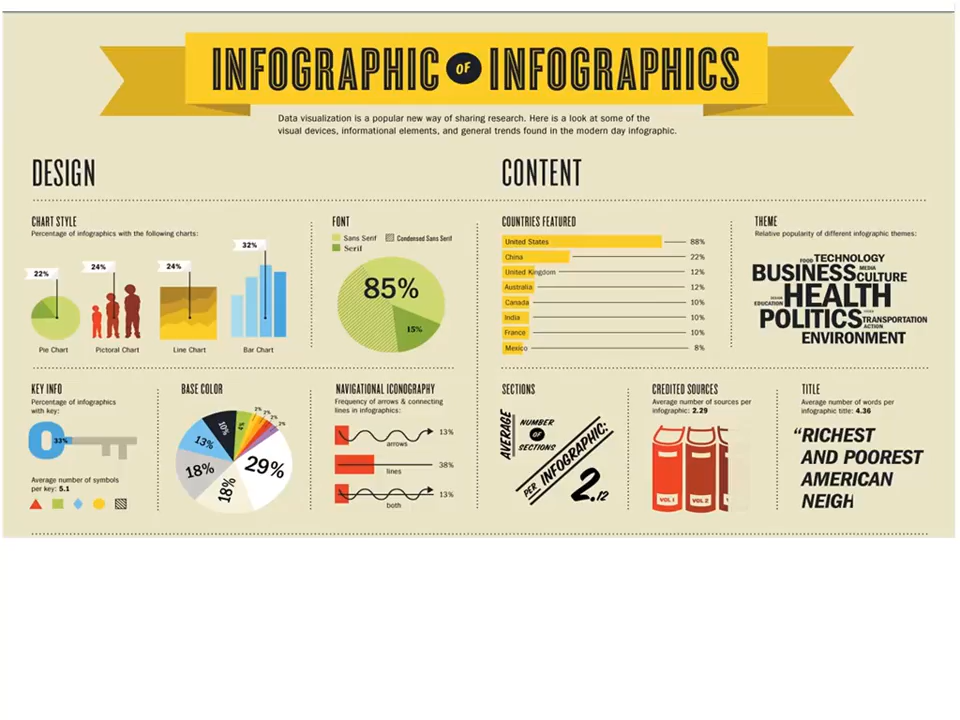 INFOGRAPHIC OF INFOGRAPHICS
Data visualization is a popular new way of sharing research. Here is a look at some of the
visual devices, informational elements, and general trends found in the modern day infographic.
DESIGN
CHART STYLE
Percentage of infographics with the following charts:
22%
24%
24%
32%
Pie Chart
Pictoral Chart
Line Chart
Bar Chart
FONT
Sans Serif
Condensed Sans Serif
Serif
85%
15%
KEY INFO
Percentage of infographics
with key:
33%
Average number of symbols
per key: 5.1
BASE COLOR
10%
13%
18%
18%
29%
2%
2%
2%
NAVIGATIONAL ICONOGRAPHY
Frequency of arrows & connecting
lines in infographics:
13%
arrows
38%
lines
13%
both
CONTENT
COUNTRIES FEATURED
United States 88%
China 22%
United Kingdom 12%
Australia 12%
Canada 10%
India 10%
France 10%
Mexico 8%
THEME
Relative popularity of different infographic themes:
FOOD TECHNOLOGY
BUSINESS MEDIA
CULTURE
HEALTH
EDUCATION
POLITICS TRANSPORTATION
ACTION
ENVIRONMENT
SECTIONS
AVERAGE
NUMBER
OF
SECTIONS
PER INFOGRAPHIC:
2.12
CREDITED SOURCES
Average number of sources per
infographic: 2.29
VOL 1
VOL 2
TITLE
Average number of words per
infographic title: 4.36
“RICHEST
AND POOREST
AMERICAN
NEIGH